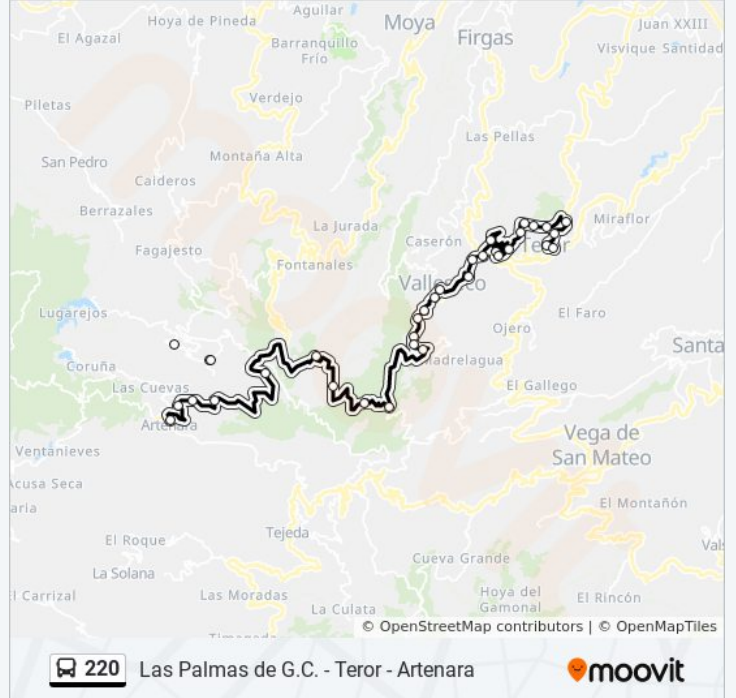 Aguilar
Hoya de Pineda
Moya
Juan XXIII
El Agazal
Firgas
Barranquillo
Frío
Visvique
Santidad
Verdejo
Piletas
Las Pellas
Montaña Alta
San Pedro
Caideros
Berrazales
Miraflor
La Jurada
Caserón
Fagajesto
Fontanales
Lugarejos
El Faro
Ojero
Santa
Coruña
Las Cuevas
El Gallego
Artenara
Vega de
San Mateo
Ventanieves
Acusa Seca
El Montañón
El Roque
Tejeda
Cueva Grande
La Solana
El Carrizal
Las Moradas
Hoya del
Gamonal
El Rincón
La Culata
© OpenStreetMap contributors | © OpenMapTiles
220 Las Palmas de G.C. - Teror - Artenara
moovit